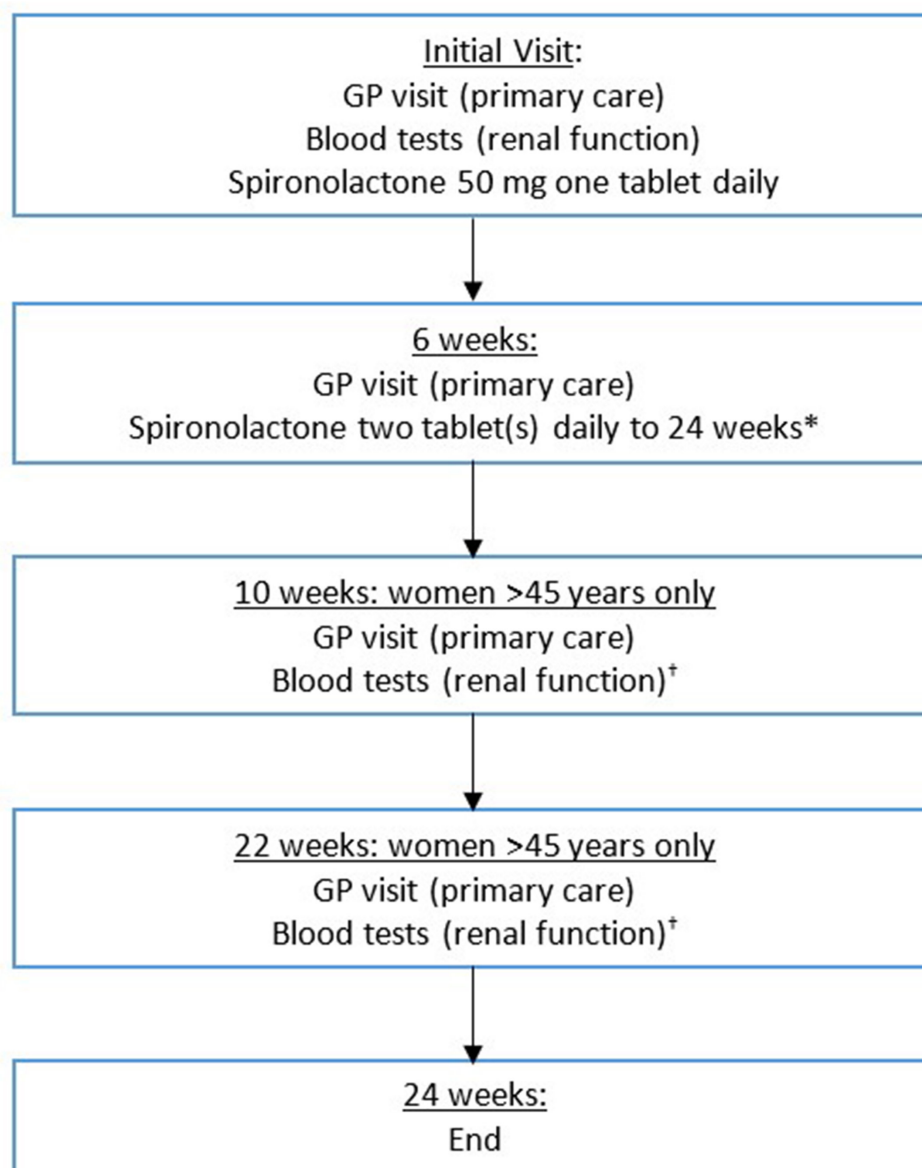 Initial Visit:
GP visit (primary care)
Blood tests (renal function)
Spironolactone 50 mg one tablet daily
6 weeks:
GP visit (primary care)
Spironolactone two tablet(s) daily to 24 weeks*
10 weeks: women >45 years only
GP visit (primary care)
Blood tests (renal function)†
22 weeks: women >45 years only
GP visit (primary care)
Blood tests (renal function)†
24 weeks:
End